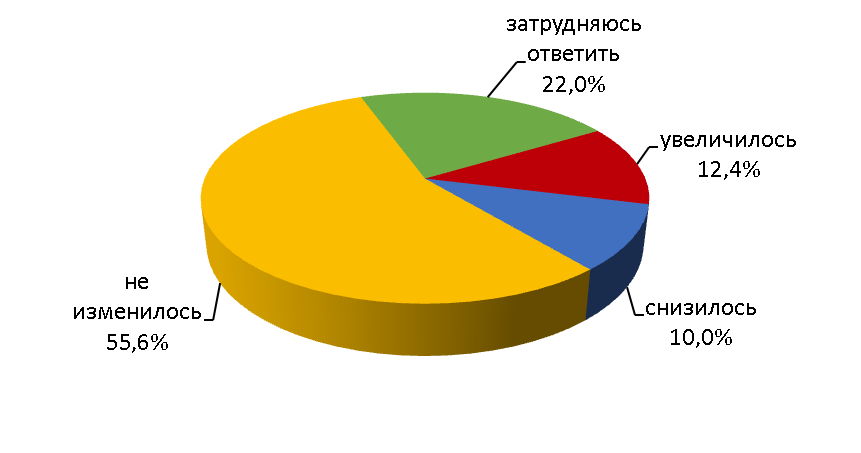 затрудняюсь
ответить
22,0%
увеличилось
12,4%
снизилось
10,0%
не
изменилось
55,6%